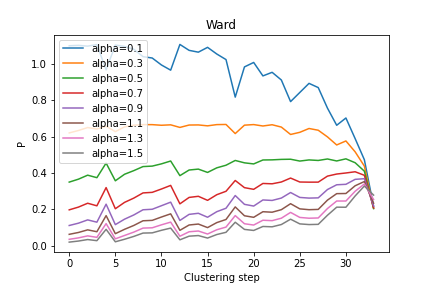 Ward
alpha=0.1
alpha=0.3
alpha=0.5
alpha=0.7
alpha=0.9
alpha=1.1
alpha=1.3
alpha=1.5
P
1.0
0.8
0.6
0.4
0.2
0.0
0 5 10 15 20 25 30
Clustering step